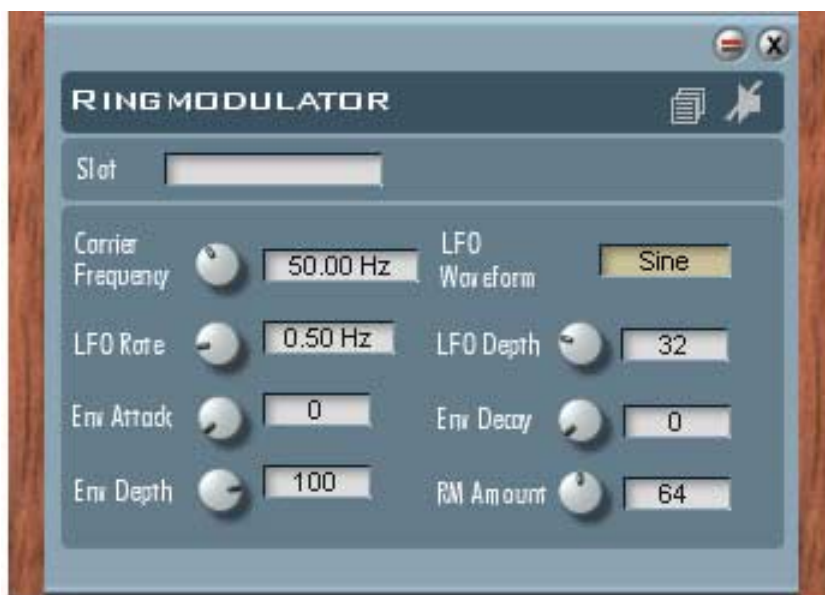 RINGMODULATOR
Slot
Carrier Frequency 50.00 Hz LFO Waveform Sine
LFO Rate 0.50 Hz LFO Depth 32
Env Attack 0 Env Decay 0
Env Depth 100 RM Amount 64